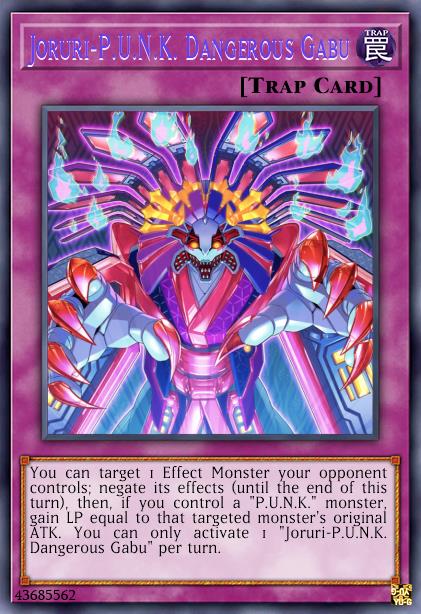 Joruri-P.U.N.K. Dangerous Gabu
TRAP
罠
[Trap Card]
You can target 1 Effect Monster your opponent
controls; negate its effects (until the end of this
turn), then, if you control a "P.U.N.K." monster,
gain LP equal to that targeted monster's original
ATK. You can only activate 1 "Joruri-P.U.N.K.
Dangerous Gabu" per turn.
43685562